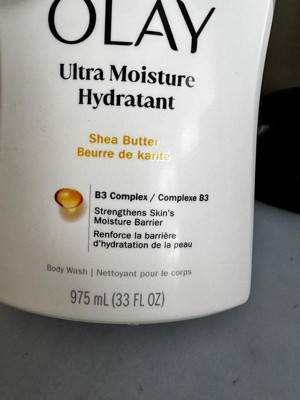 OLAY
Ultra Moisture
Hydratant
Shea Butter
Beurre de karité
B3 Complex / Complexe B3
Strengthens Skin's
Moisture Barrier
Renforce la barrière
d'hydratation de la peau
Body Wash | Nettoyant pour le corps
975 mL (33 FL OZ)